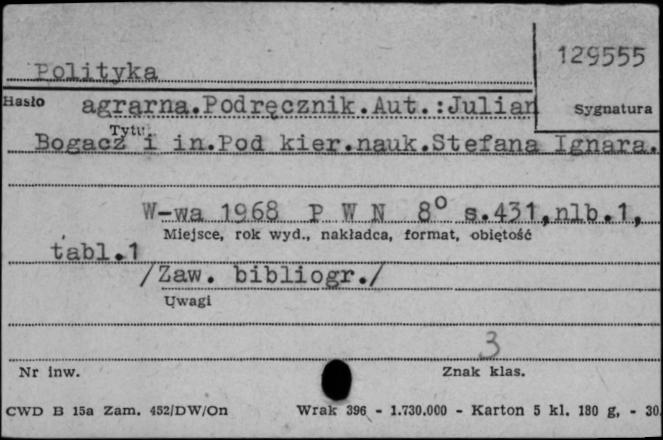 129555
Polityka
Hasło agrarna.Podręcznik.Aut.:Julian Sygnatura
Tytuł
Bogacz i in.Pod kier.nauk.Stefana Ignara.
W-wa 1968 P W N 8° s.431,nlb.1,
Miejsce, rok wyd., nakładca, format, objętość
tabl.1
/Zaw. bibliogr./
Uwagi
3
Nr inw. Znak klas.
CWD B 15a Zam. 452/DW/On Wrak 396 - 1.730.000 - Karton 5 kl. 180 g, - 30